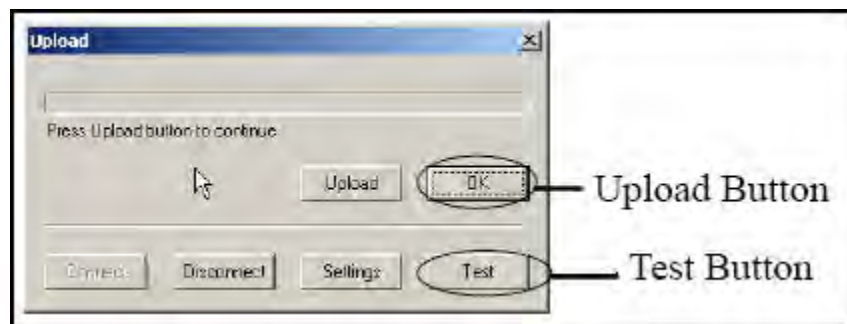 Upload
Press Upload button to continue
Upload OK Upload Button
Connect Disconnect Settings Test Test Button